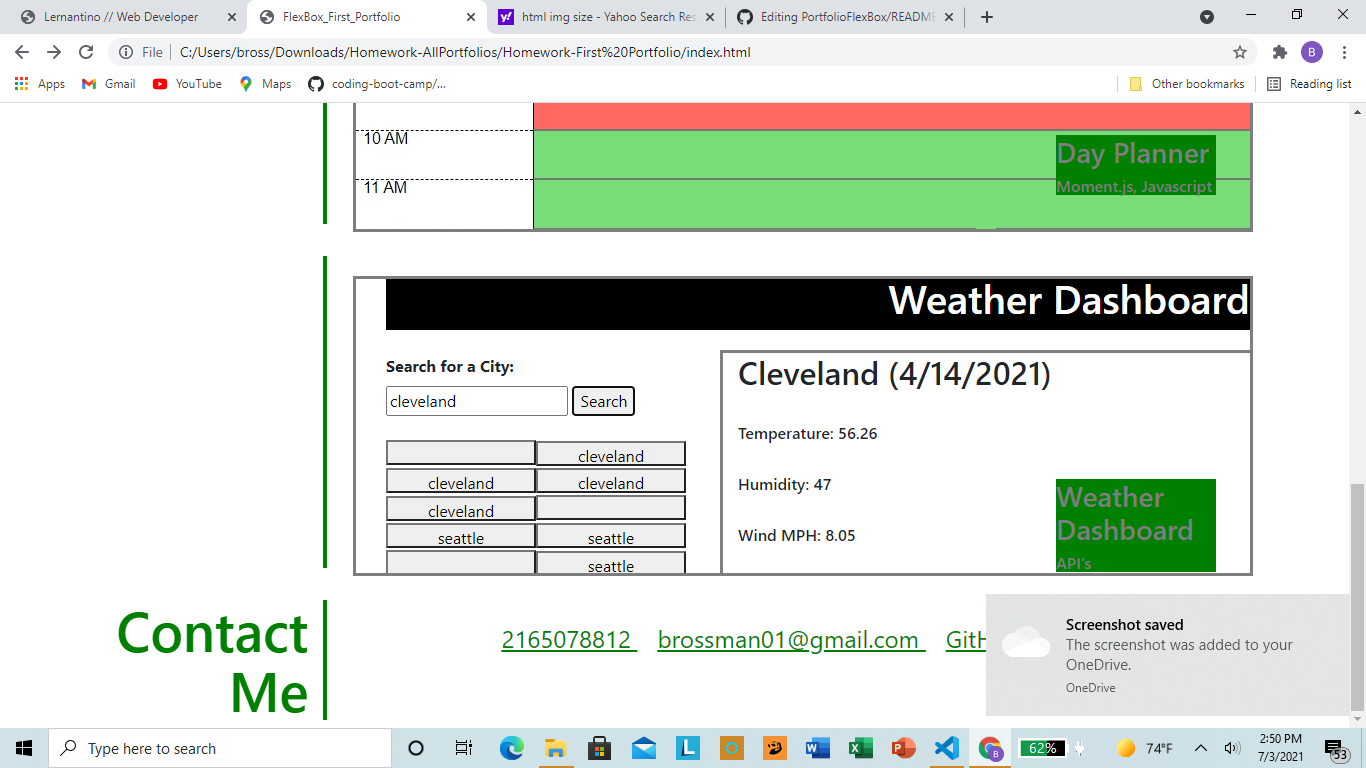 Lernantino // Web Developer
FlexBox_First_Portfolio
html img size - Yahoo Search Res
Editing PortfolioFlexBox/README
File
C:/Users/bross/Downloads/Homework-AllPortfolios/Homework-First%20Portfolio/index.html
B
Apps
Gmail
YouTube
Maps
coding-boot-camp/...
Other bookmarks
Reading list
10 AM
11 AM
Day Planner
Moment.js, Javascript
Weather Dashboard
Search for a City:
cleveland
Search
cleveland
cleveland cleveland
cleveland
seattle seattle
seattle
Cleveland (4/14/2021)
Temperature: 56.26
Humidity: 47
Wind MPH: 8.05
Weather
Dashboard
API's
Contact
Me
2165078812 brossman01@gmail.com GitH
Screenshot saved
The screenshot was added to your
OneDrive.
OneDrive
Type here to search
62%
74°F
2:50 PM
7/3/2021
53